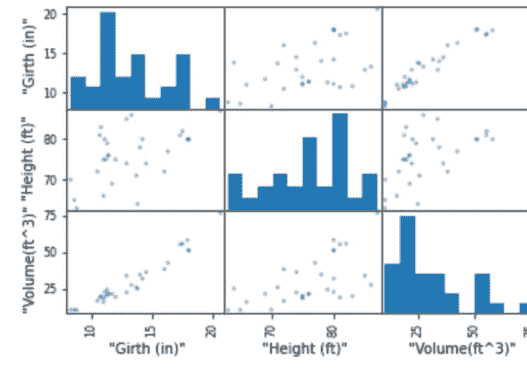 20
15
10
"Girth (in)"
80
70
"Height (ft)"
75
50
25
"Volume(ft^3)"
10 15 20 70 80 25 50
"Girth (in)" "Height (ft)" "Volume(ft^3)"